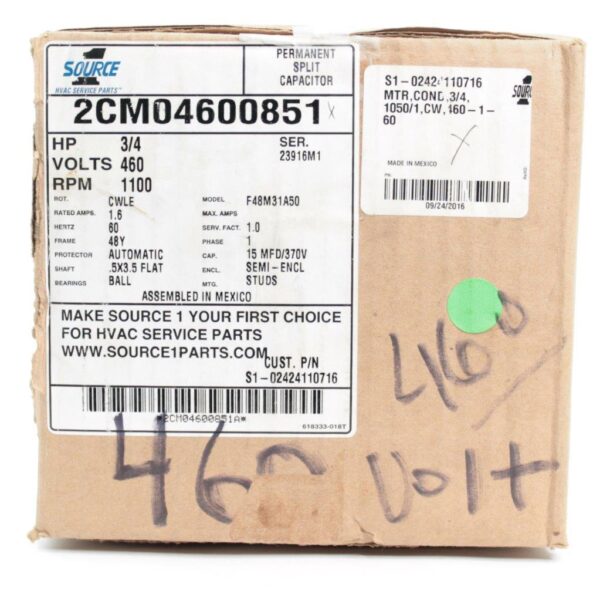 1
SOURCE
HVAC SERVICE PARTS™
PERMANENT
SPLIT
CAPACITOR
2CM04600851 X
HP 3/4 SER.
VOLTS 460 23916M1
RPM 1100
ROT. CWLE MODEL F48M31A50
RATED AMPS. 1.6 MAX. AMPS
HERTZ 60 SERV. FACT. 1.0
FRAME 48Y PHASE 1
PROTECTOR AUTOMATIC CAP. 15 MFD/370V
SHAFT .5X3.5 FLAT ENCL. SEMI-ENCL
BEARINGS BALL MTG. STUDS
ASSEMBLED IN MEXICO
MAKE SOURCE 1 YOUR FIRST CHOICE
FOR HVAC SERVICE PARTS
WWW.SOURCE1PARTS.COM
CUST. P/N
S1-02424110716
*2CM04600851A*
618333-018T
S1-02424110716
MTR,COND,3/4,
1050/1,CW,460-1-
60
MADE IN MEXICO
X
09/24/2016
460
Volt
460